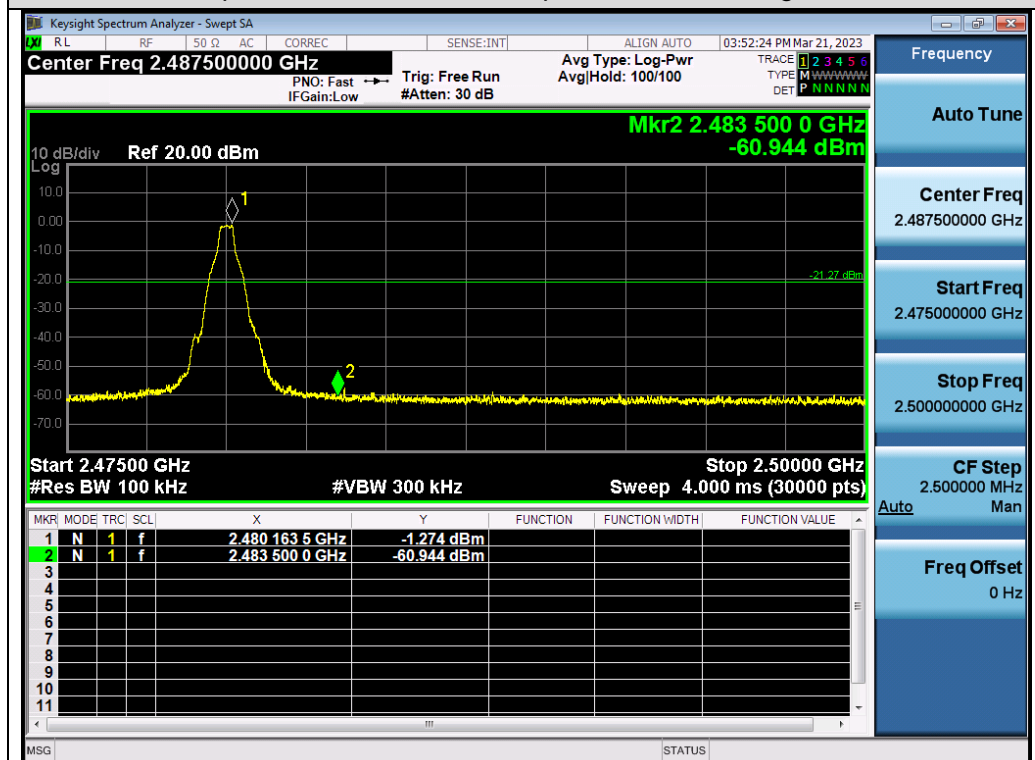 Keysight Spectrum Analyzer - Swept SA
LXI RL RF 50 Ω AC CORREC SENSE:INT ALIGN AUTO 03:52:24 PM Mar 21, 2023
Center Freq 2.487500000 GHz
PNO: Fast
IFGain:Low
Trig: Free Run
#Atten: 30 dB
Avg Type: Log-Pwr
Avg|Hold: 100/100
TRACE 1 2 3 4 5 6
TYPE M WWWWW
DET P N N N N N
Mkr2 2.483 500 0 GHz
-60.944 dBm
10 dB/div Ref 20.00 dBm
Log
10.0
0.00
-10.0
-20.0
-30.0
-40.0
-50.0
-60.0
-70.0
1
-21.27 dBm
2
Start 2.47500 GHz Stop 2.50000 GHz
#Res BW 100 kHz #VBW 300 kHz Sweep 4.000 ms (30000 pts)
MKR MODE TRC SCL X Y FUNCTION FUNCTION WIDTH FUNCTION VALUE
1 N 1 f 2.480 163 5 GHz -1.274 dBm
2 N 1 f 2.483 500 0 GHz -60.944 dBm
3
4
5
6
7
8
9
10
11
MSG STATUS
Frequency
Auto Tune
Center Freq
2.487500000 GHz
Start Freq
2.475000000 GHz
Stop Freq
2.500000000 GHz
CF Step
2.500000 MHz
Auto Man
Freq Offset
0 Hz